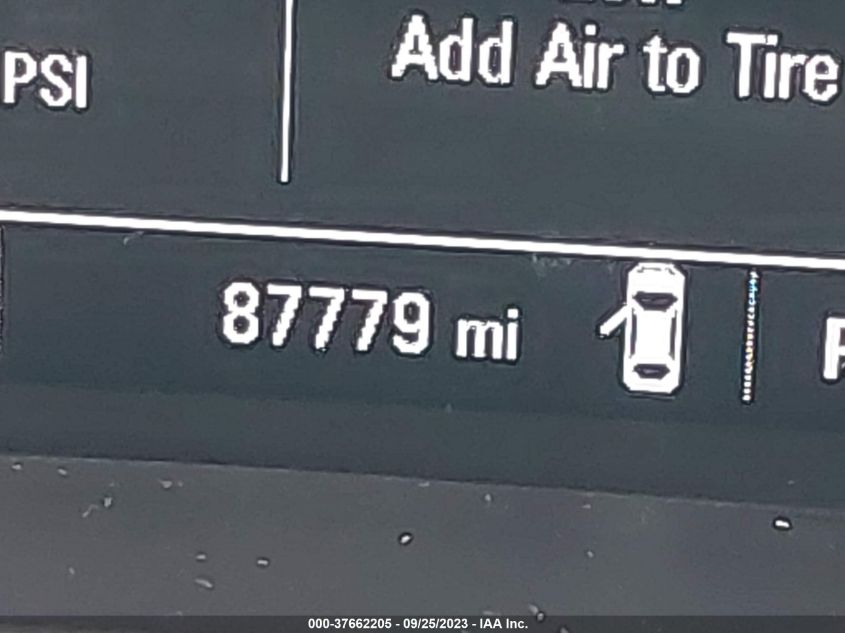 Add Air to Tire
PSI
87779 mi
000-37662205 - 09/25/2023 - IAA Inc.